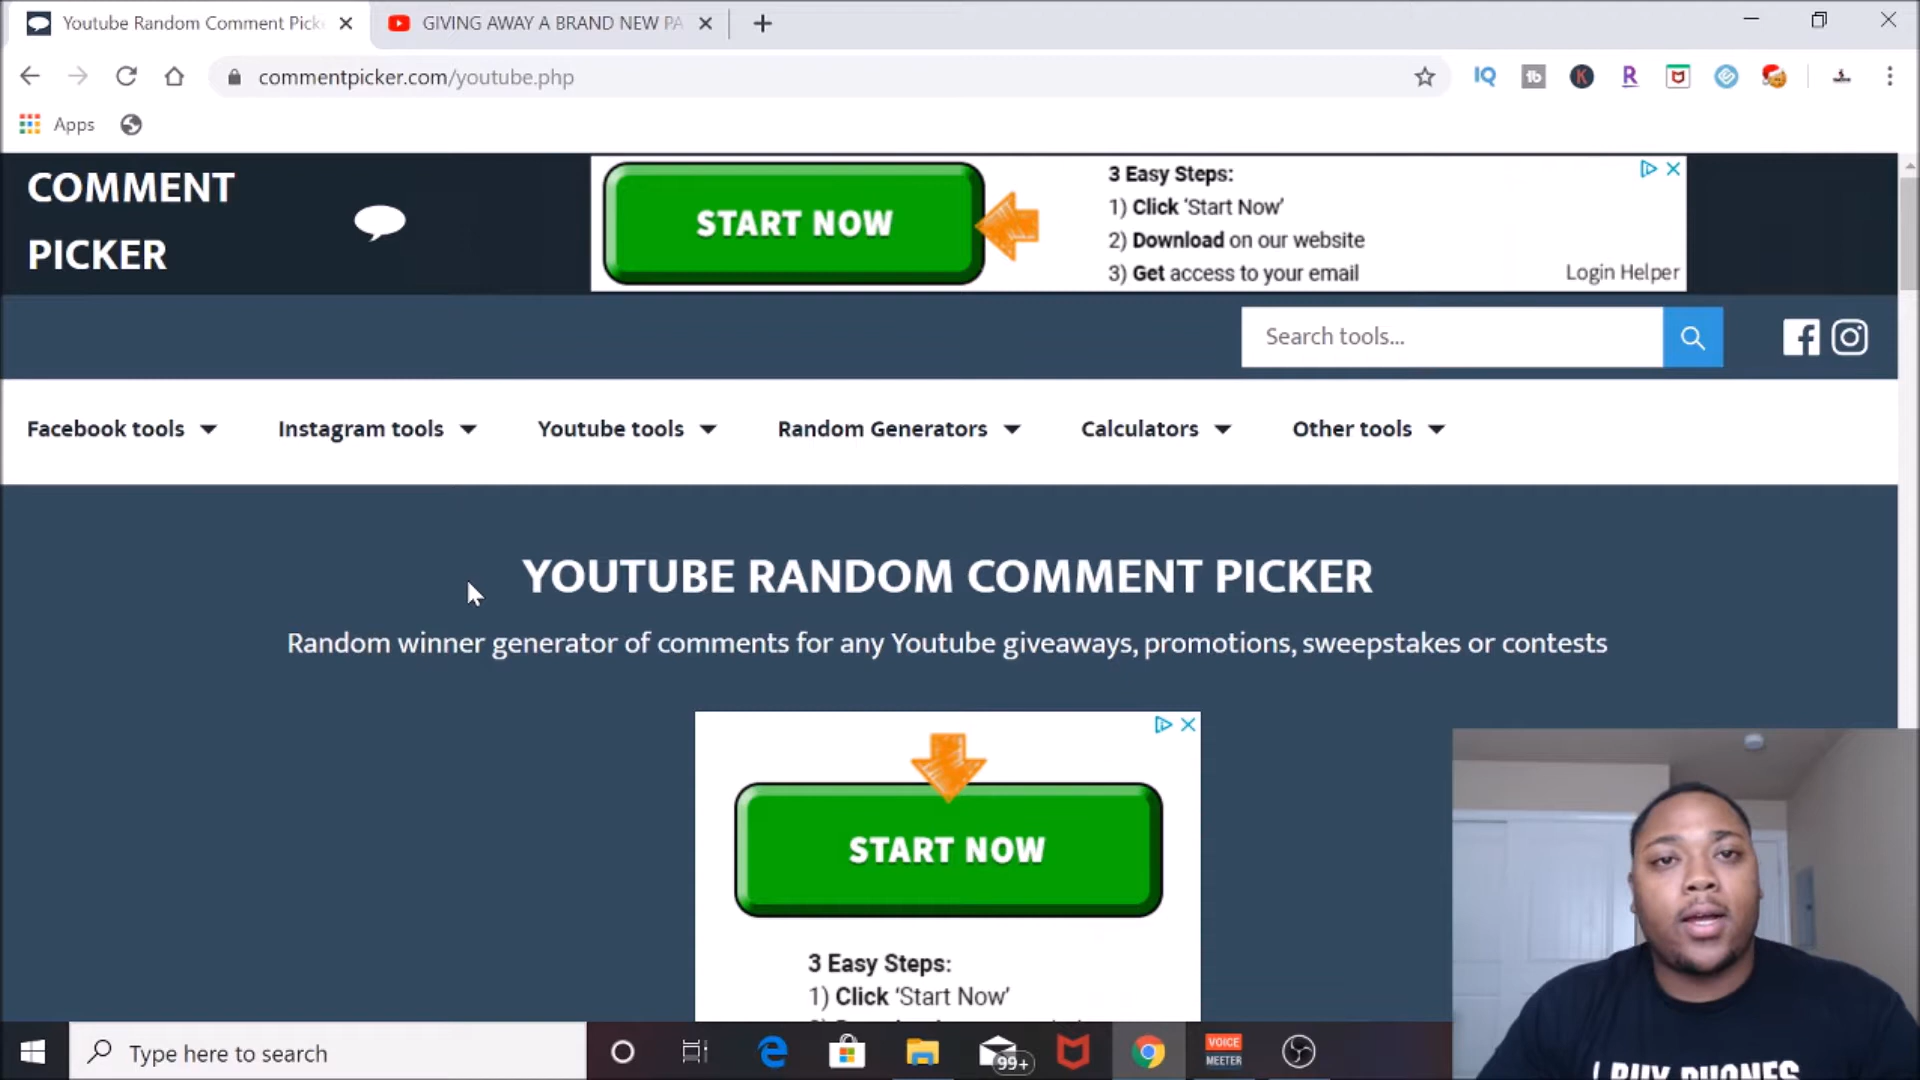 Youtube Random Comment Pick
GIVING AWAY A BRAND NEW PA
commentpicker.com/youtube.php
IQ
tb
K
R
Apps
COMMENT
PICKER
START NOW
3 Easy Steps:
1) Click ‘Start Now’
2) Download on our website
3) Get access to your email
Login Helper
Search tools...
Facebook tools
Instagram tools
Youtube tools
Random Generators
Calculators
Other tools
YOUTUBE RANDOM COMMENT PICKER
Random winner generator of comments for any Youtube giveaways, promotions, sweepstakes or contests
START NOW
3 Easy Steps:
1) Click ‘Start Now’
I BUY PHONES
Type here to search
99+
VOICE
MEETER